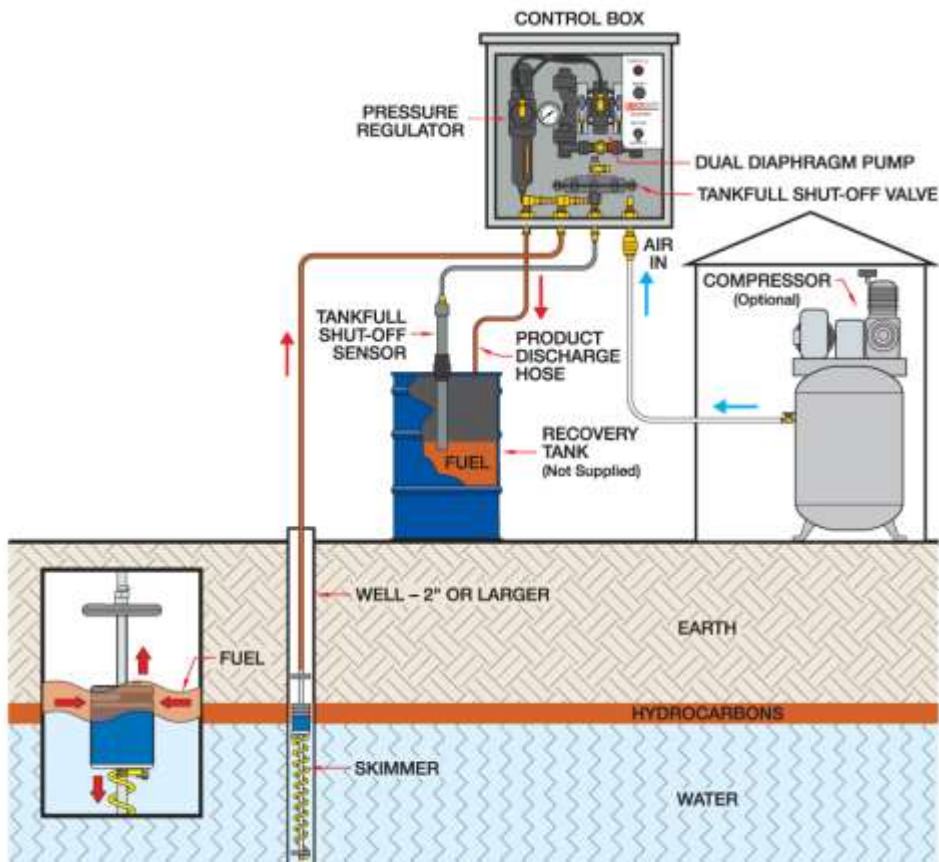 CONTROL BOX
PRESSURE
REGULATOR
DUAL DIAPHRAGM PUMP
TANKFULL SHUT-OFF VALVE
AIR
IN
COMPRESSOR
(Optional)
TANKFULL
SHUT-OFF
SENSOR
PRODUCT
DISCHARGE
HOSE
RECOVERY
TANK
(Not Supplied)
FUEL
WELL – 2" OR LARGER
EARTH
FUEL
HYDROCARBONS
SKIMMER
WATER